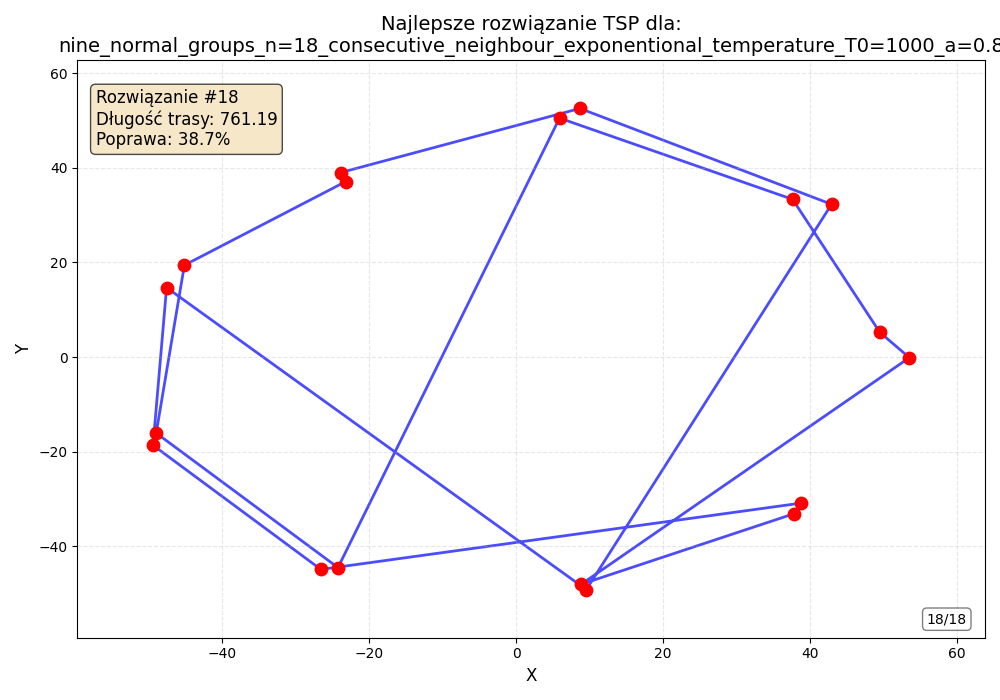 Najlepsze rozwiązanie TSP dla:
nine_normal_groups_n=18_consecutive_neighbour_exponentional_temperature_T0=1000_a=0.8
Rozwiązanie #18
Długość trasy: 761.19
Poprawa: 38.7%
60
40
20
0
−20
−40
Y
18/18
−40
−20
0
20
40
60
X